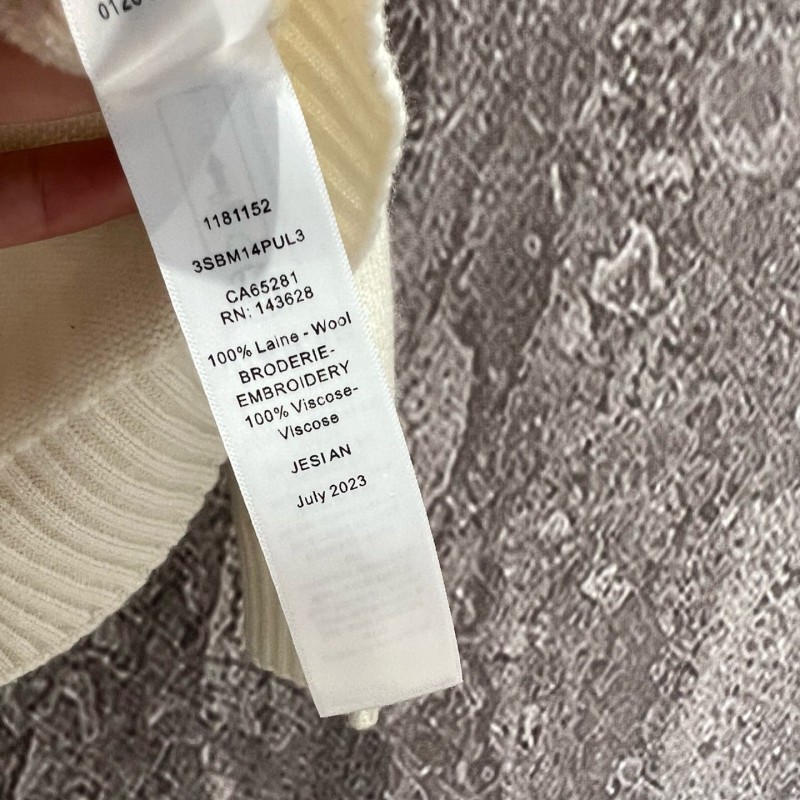 1181152
3SBM14PUL3
CA65281
RN: 143628
100% Laine - Wool
BRODERIE-
EMBROIDERY
100% Viscose-
Viscose
JESIAN
July 2023